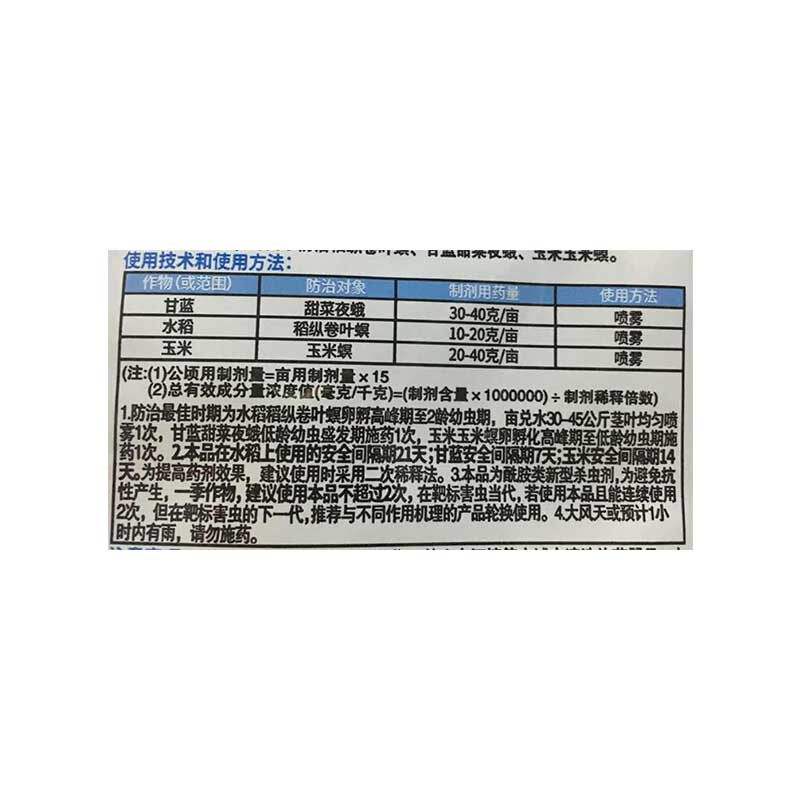 甘蓝甜菜夜蛾、玉米玉米螟。
使用技术和使用方法：
作物(或范围) 防治对象 制剂用药量 使用方法
甘蓝 甜菜夜蛾 30-40克/亩 喷雾
水稻 稻纵卷叶螟 10-20克/亩 喷雾
玉米 玉米螟 20-40克/亩 喷雾
(注:(1)公顷用制剂量=亩用制剂量×15
(2)总有效成分量浓度值(毫克/千克)=(制剂含量×1000000)÷制剂稀释倍数)
1.防治最佳时期为水稻稻纵卷叶螟卵孵高峰期至2龄幼虫期，亩兑水30-45公斤茎叶均匀喷
雾1次，甘蓝甜菜夜蛾低龄幼虫盛发期施药1次，玉米玉米螟卵孵化高峰期至低龄幼虫期施
药1次。2.本品在水稻上使用的安全间隔期21天；甘蓝安全间隔期7天；玉米安全间隔期14
天。为提高药剂效果，建议使用时采用二次稀释法。3.本品为酰胺类新型杀虫剂，为避免抗
性产生，一季作物，建议使用本品不超过2次，在靶标害虫当代，若使用本品且能连续使用
2次，但在靶标害虫的下一代，推荐与不同作用机理的产品轮换使用。4.大风天或预计1小
时内有雨，请勿施药。